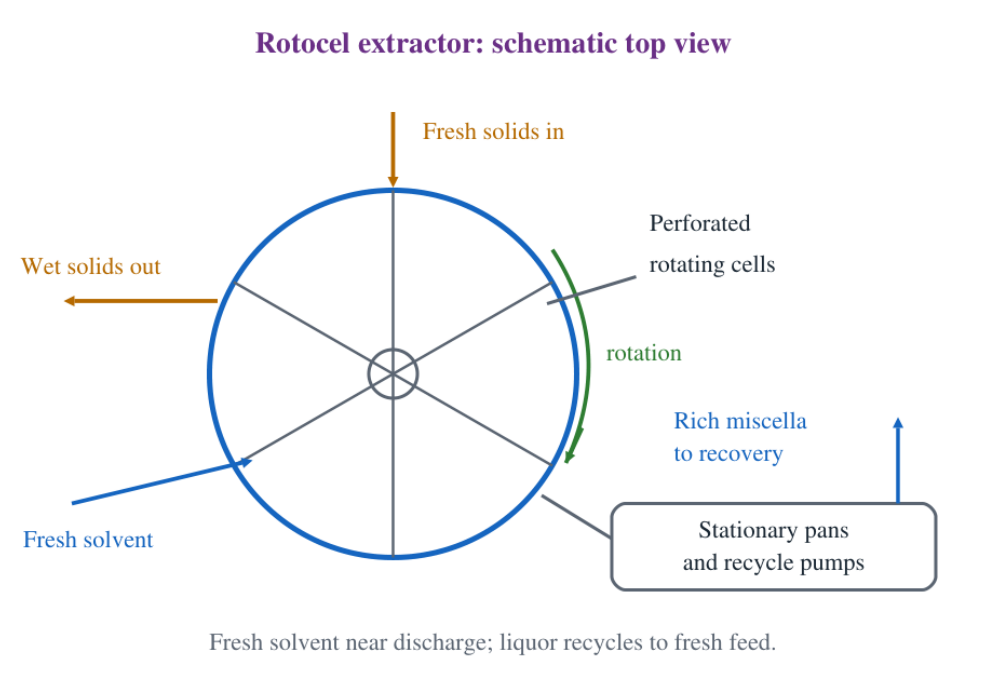 Rotocel extractor: schematic top view
Fresh solids in
Perforated
rotating cells
Wet solids out
rotation
Rich miscella
to recovery
Fresh solvent
Stationary pans
and recycle pumps
Fresh solvent near discharge; liquor recycles to fresh feed.